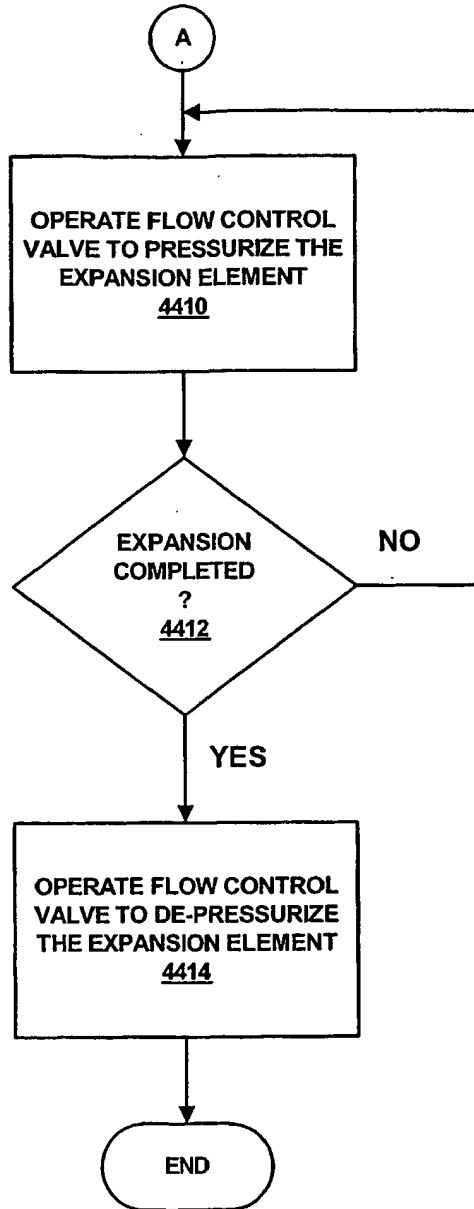 A
OPERATE FLOW CONTROL
VALVE TO PRESSURIZE THE
EXPANSION ELEMENT
4410
EXPANSION
COMPLETED
?
4412
NO
YES
OPERATE FLOW CONTROL
VALVE TO DE-PRESSURIZE
THE EXPANSION ELEMENT
4414
END